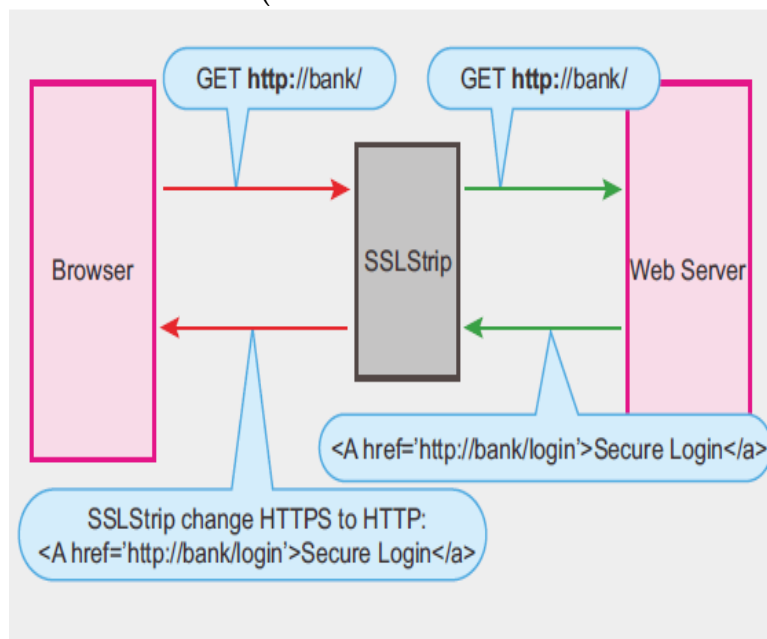 (
GET http://bank/
GET http://bank/
Browser
SSLStrip
Web Server
<A href='http://bank/login'>Secure Login</a>
SSLStrip change HTTPS to HTTP:
<A href='http://bank/login'>Secure Login</a>